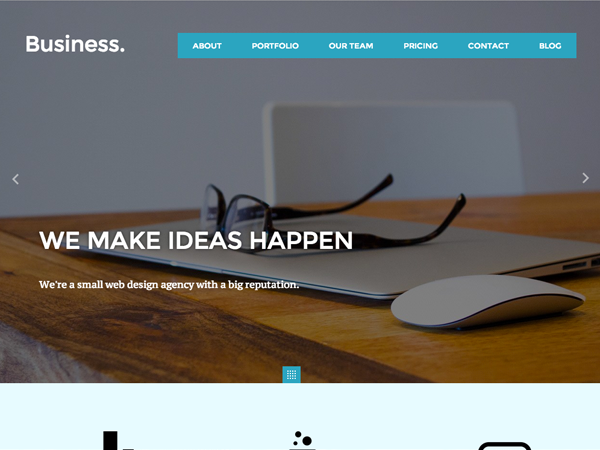 Business.
ABOUT PORTFOLIO OUR TEAM PRICING CONTACT BLOG
WE MAKE IDEAS HAPPEN
We're a small web design agency with a big reputation.